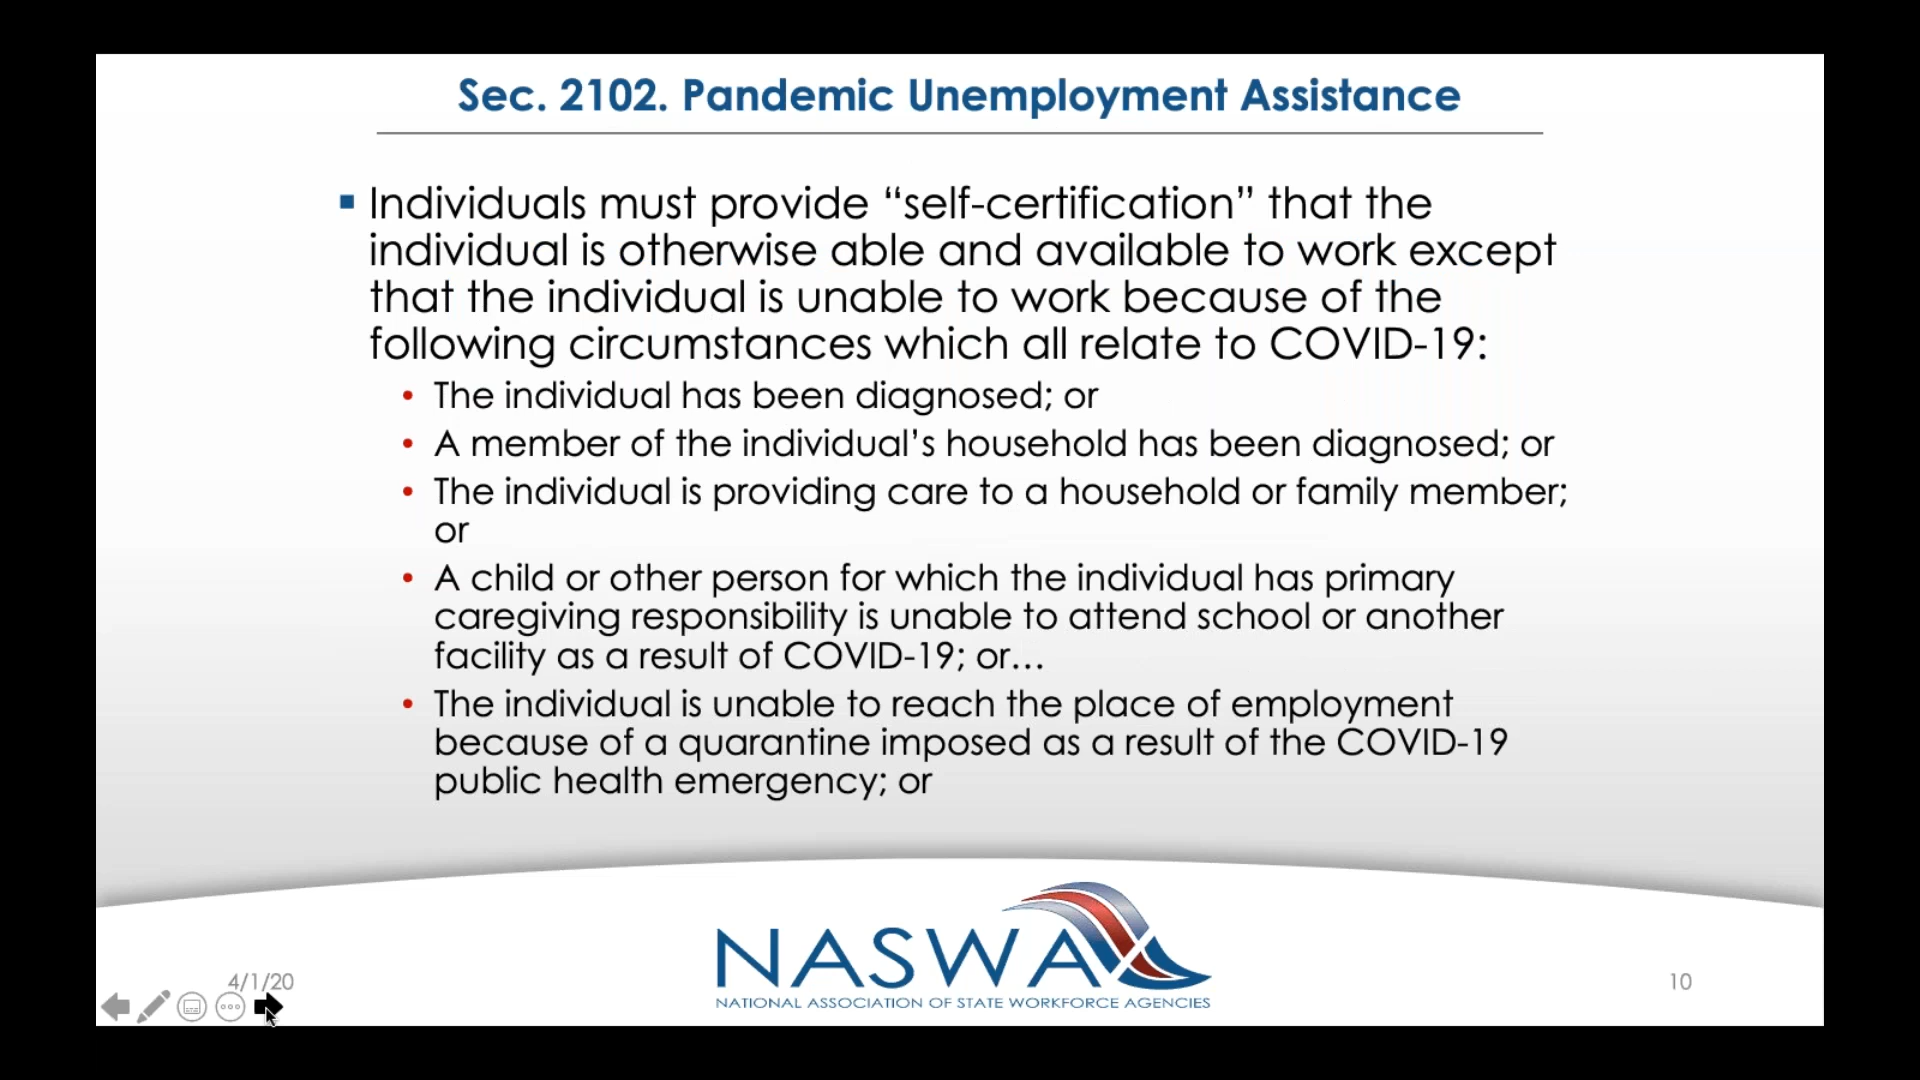 Sec. 2102. Pandemic Unemployment Assistance
▪ Individuals must provide “self-certification” that the
individual is otherwise able and available to work except
that the individual is unable to work because of the
following circumstances which all relate to COVID-19:
• The individual has been diagnosed; or
• A member of the individual’s household has been diagnosed; or
• The individual is providing care to a household or family member;
or
• A child or other person for which the individual has primary
caregiving responsibility is unable to attend school or another
facility as a result of COVID-19; or…
• The individual is unable to reach the place of employment
because of a quarantine imposed as a result of the COVID-19
public health emergency; or
4/1/20
NASWA
NATIONAL ASSOCIATION OF STATE WORKFORCE AGENCIES
10